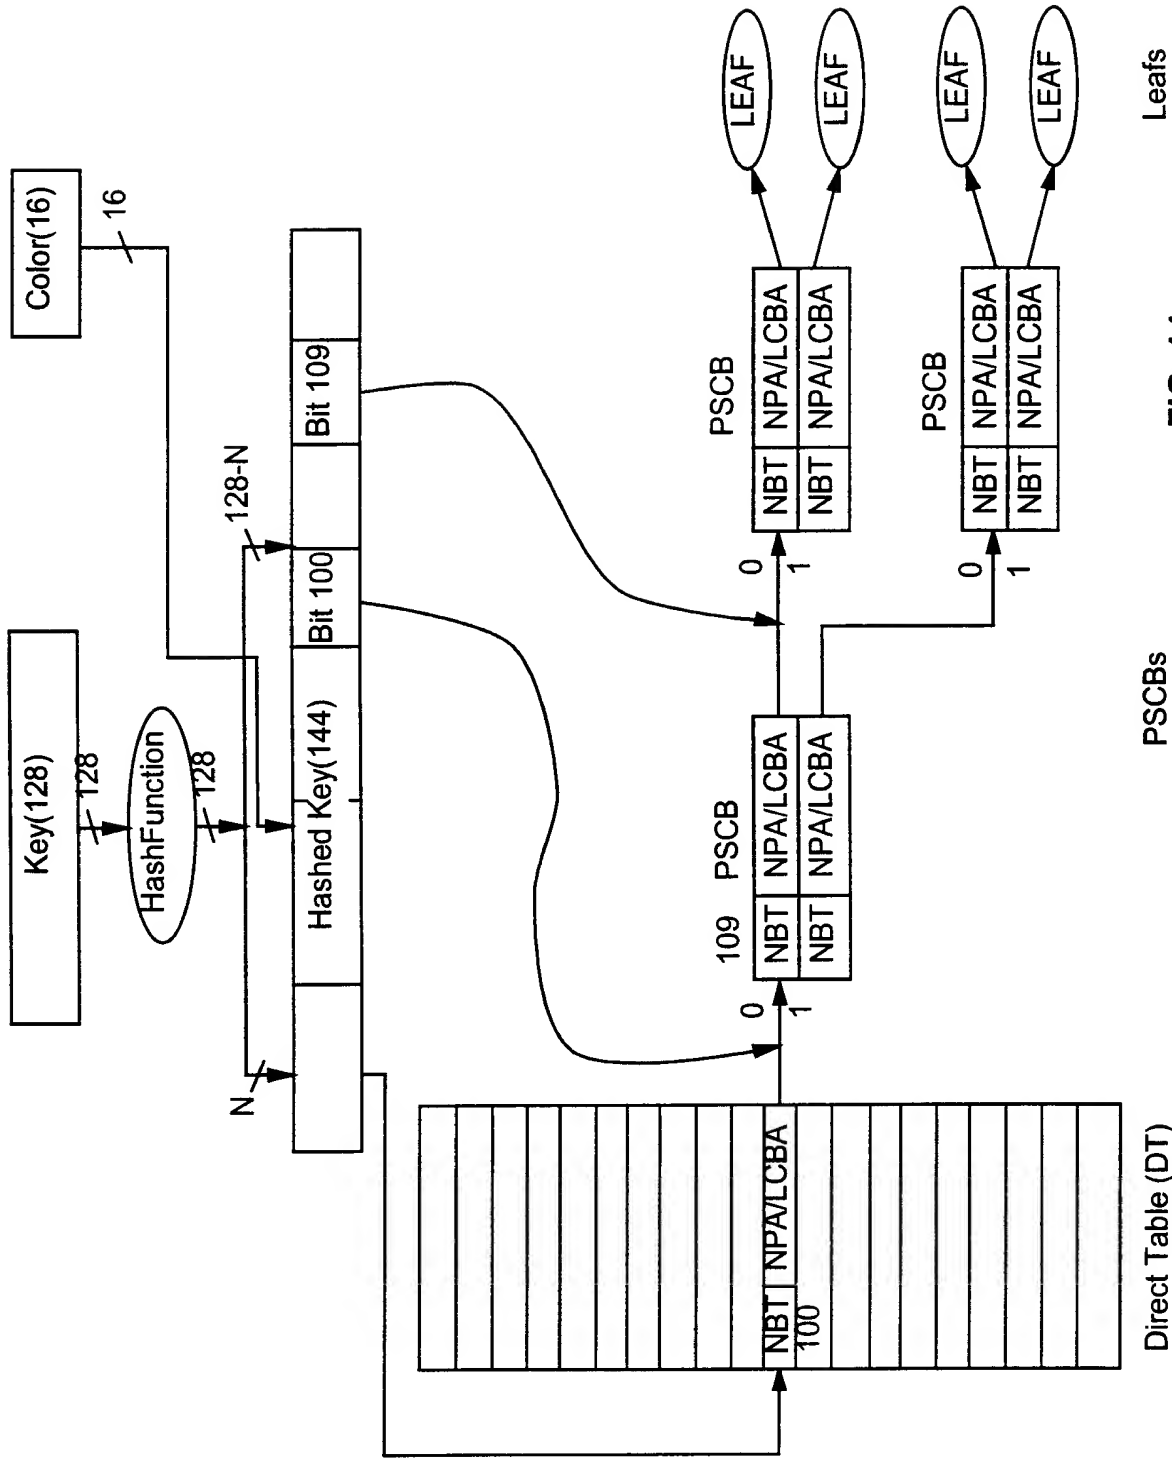 Key(128)
Color(16)
128
16
HashFunction
128
N
128-N
Hashed Key(144)
Bit 100
Bit 109
NBT
NPA/LCBA
100
Direct Table (DT)
0
1
109
PSCB
NBT
NPA/LCBA
NBT
NPA/LCBA
0
1
PSCB
NBT
NPA/LCBA
NBT
NPA/LCBA
0
1
PSCB
NBT
NPA/LCBA
NBT
NPA/LCBA
PSCBs
LEAF
LEAF
LEAF
LEAF
Leafs